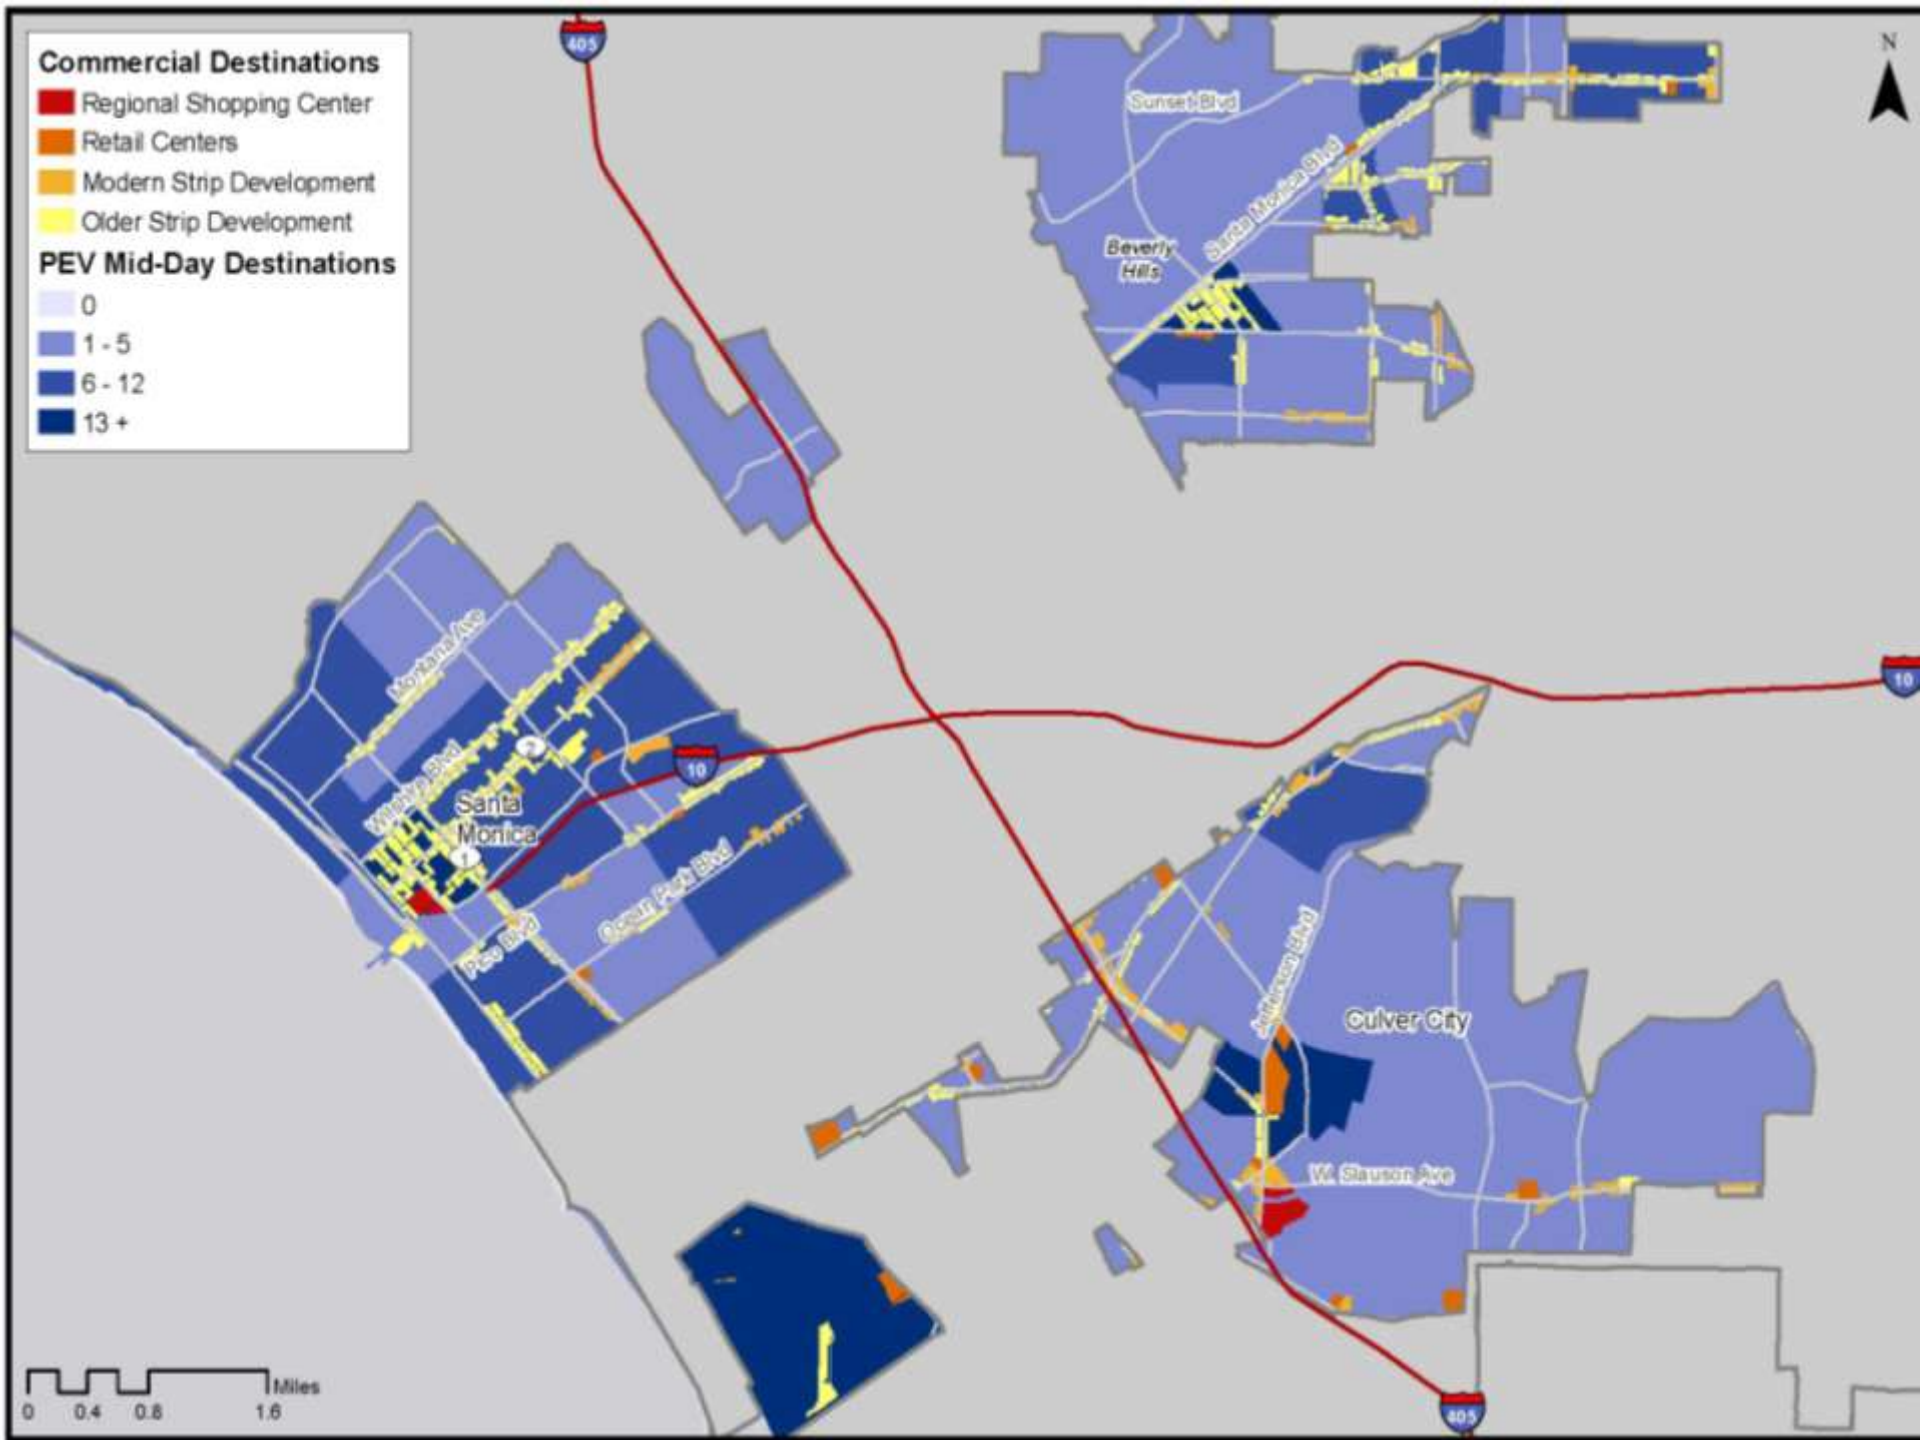 Commercial Destinations
Regional Shopping Center
Retail Centers
Modern Strip Development
Older Strip Development
PEV Mid-Day Destinations
0
1 - 5
6 - 12
13 +
405
N
Sunset Blvd
Santa Monica Blvd
Beverly
Hills
Montana Ave
Wilshire Blvd
2
10
10
Santa
Monica
1
Ocean Park Blvd
Pico Blvd
Jefferson Blvd
Culver City
W. Slauson Ave
Miles
0 0.4 0.8 1.6
405